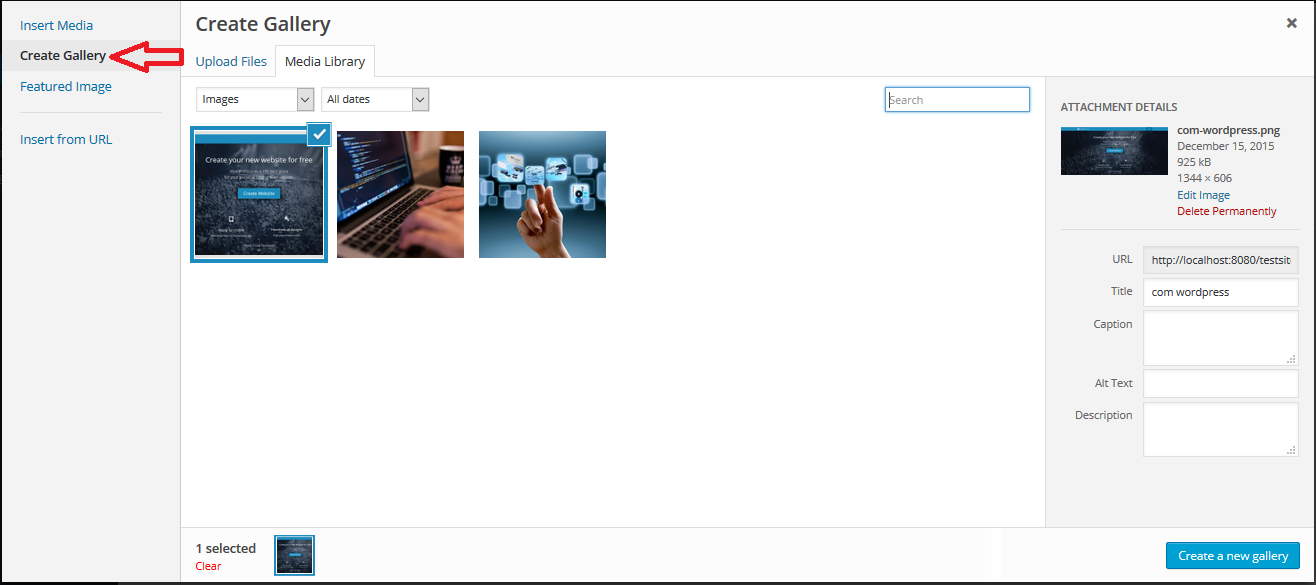 Insert Media
Create Gallery
Featured Image
Insert from URL
Create Gallery
Upload Files
Media Library
Images
All dates
Search
Create your new website for free
Create Website
1 selected
Clear
ATTACHMENT DETAILS
com-wordpress.png
December 15, 2015
925 kB
1344 × 606
Edit Image
Delete Permanently
URL
http://localhost:8080/testsit
Title
com wordpress
Caption
Alt Text
Description
Create a new gallery